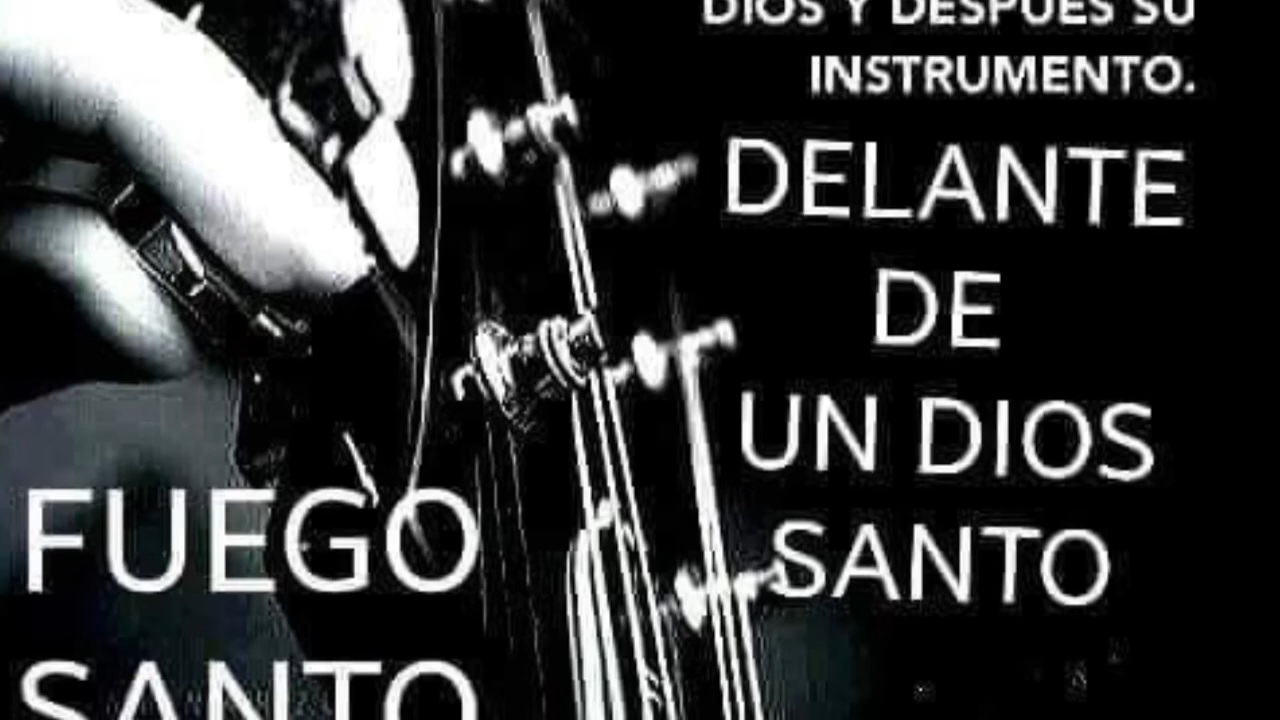 DIOS Y DESPUES SU
INSTRUMENTO.
DELANTE
DE
UN DIOS
SANTO
FUEGO
SANTO